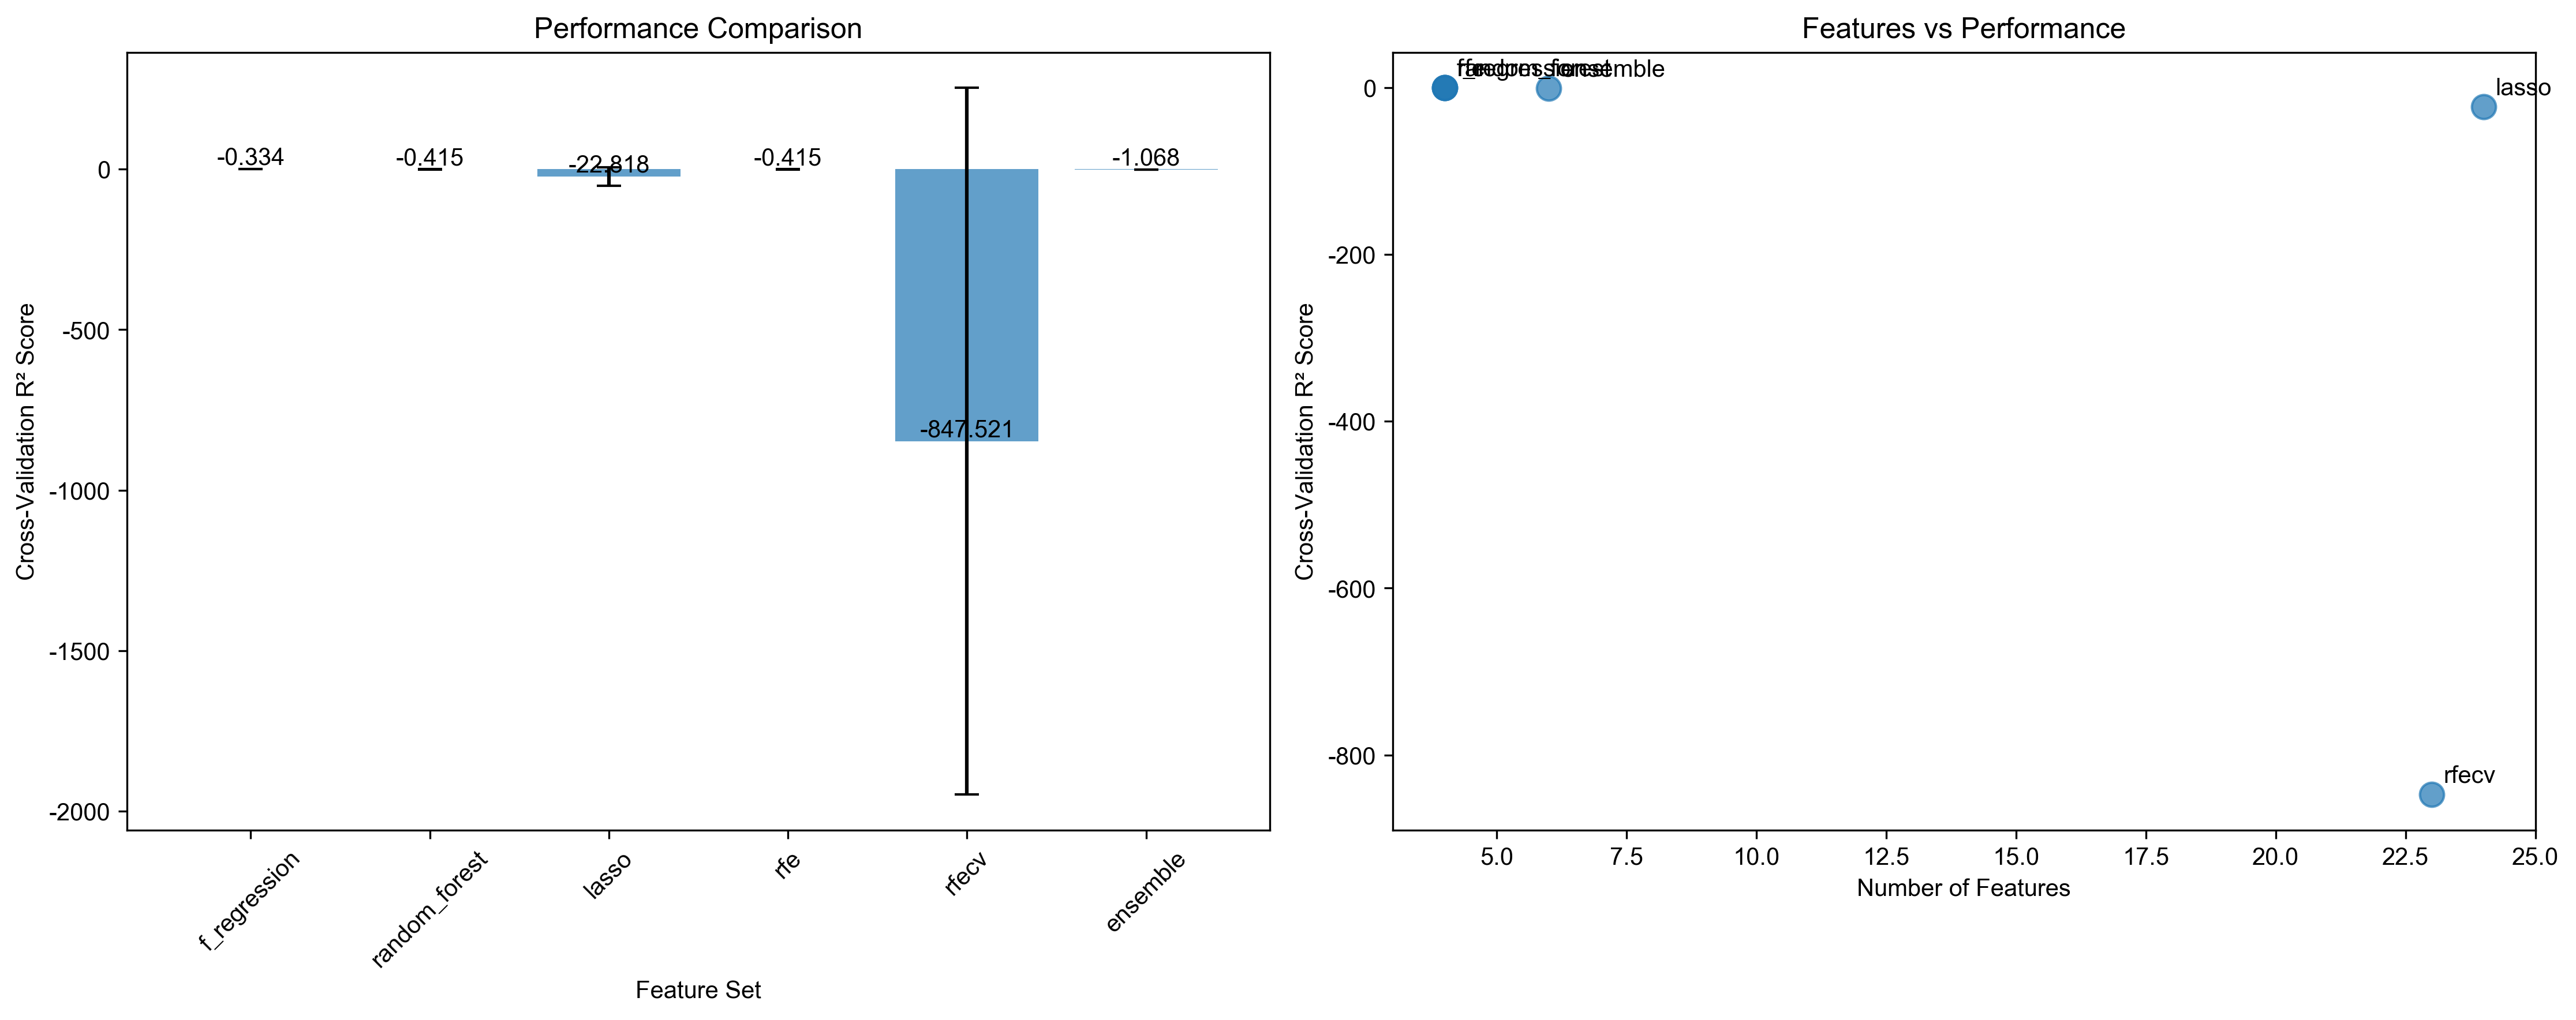 Performance Comparison
Cross-Validation R² Score
0
-500
-1000
-1500
-2000
-0.334
-0.415
-22.818
-0.415
-847.521
-1.068
f_regression
random_forest
lasso
rfe
rfecv
ensemble
Feature Set
Features vs Performance
Cross-Validation R² Score
0
-200
-400
-600
-800
ensemble
lasso
rfecv
5.0
7.5
10.0
12.5
15.0
17.5
20.0
22.5
25.0
Number of Features